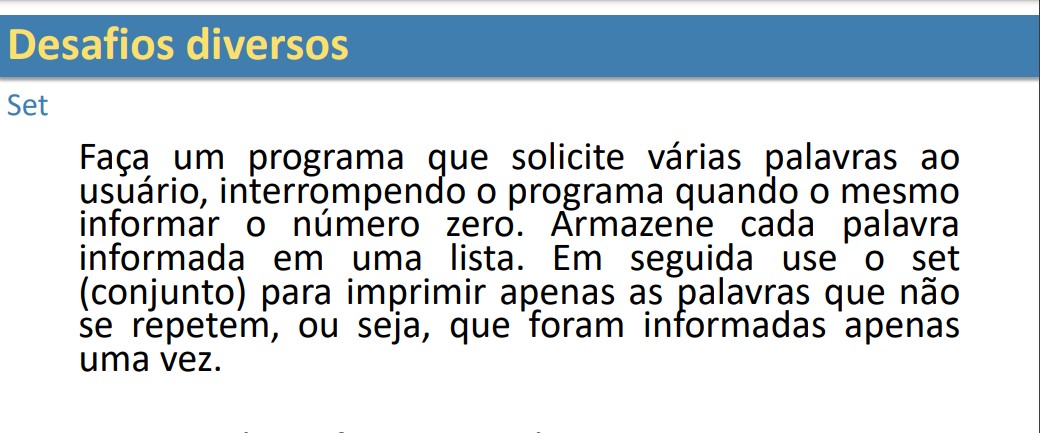 Desafios diversos
Set
Faça um programa que solicite várias palavras ao
usuário, interrompendo o programa quando o mesmo
informar o número zero. Armazene cada palavra
informada em uma lista. Em seguida use o set
(conjunto) para imprimir apenas as palavras que não
se repetem, ou seja, que foram informadas apenas
uma vez.